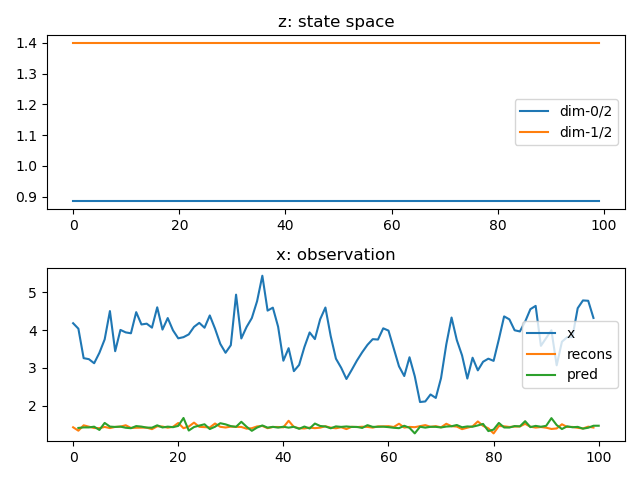 z: state space
1.4
1.3
1.2
1.1
1.0
0.9
dim-0/2
dim-1/2
0 20 40 60 80 100
x: observation
5
4
3
2
x
recons
pred
0 20 40 60 80 100